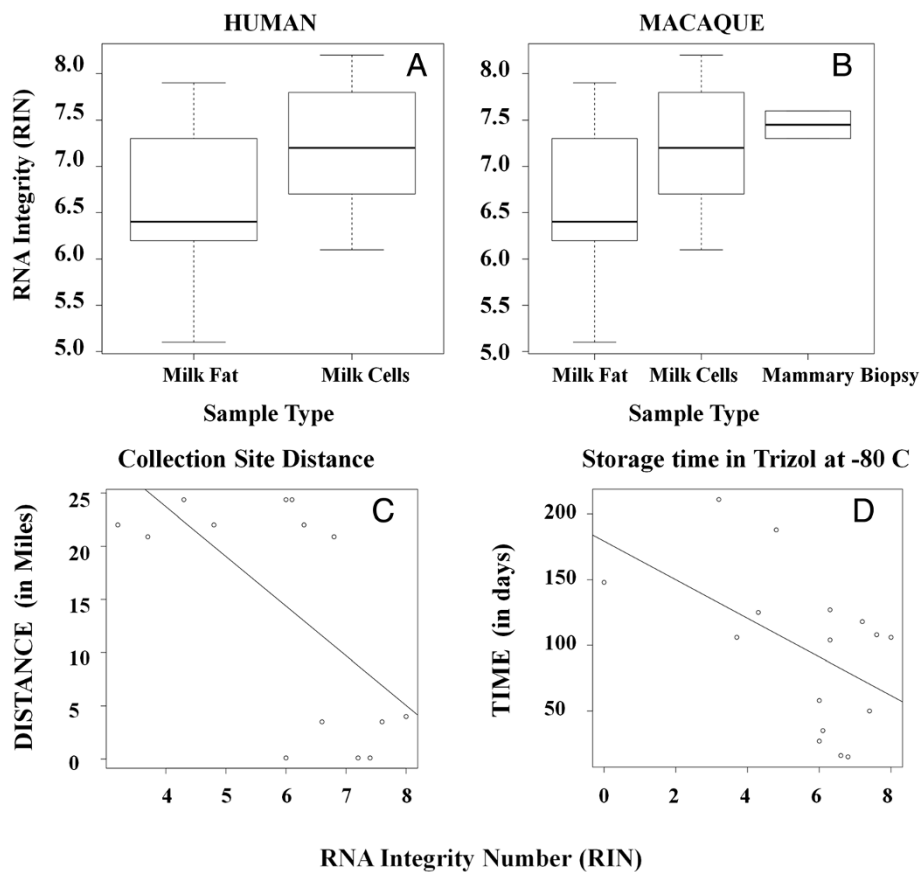 HUMAN
MACAQUE
A
B
RNA Integrity (RIN)
8.0
7.5
7.0
6.5
6.0
5.5
5.0
8.0
7.5
7.0
6.5
6.0
5.5
5.0
Milk Fat Milk Cells
Milk Fat Milk Cells Mammary Biopsy
Sample Type
Sample Type
Collection Site Distance
Storage time in Trizol at -80 C
C
D
DISTANCE (in Miles)
25
20
15
10
5
0
TIME (in days)
200
150
100
50
4 5 6 7 8
0 2 4 6 8
RNA Integrity Number (RIN)